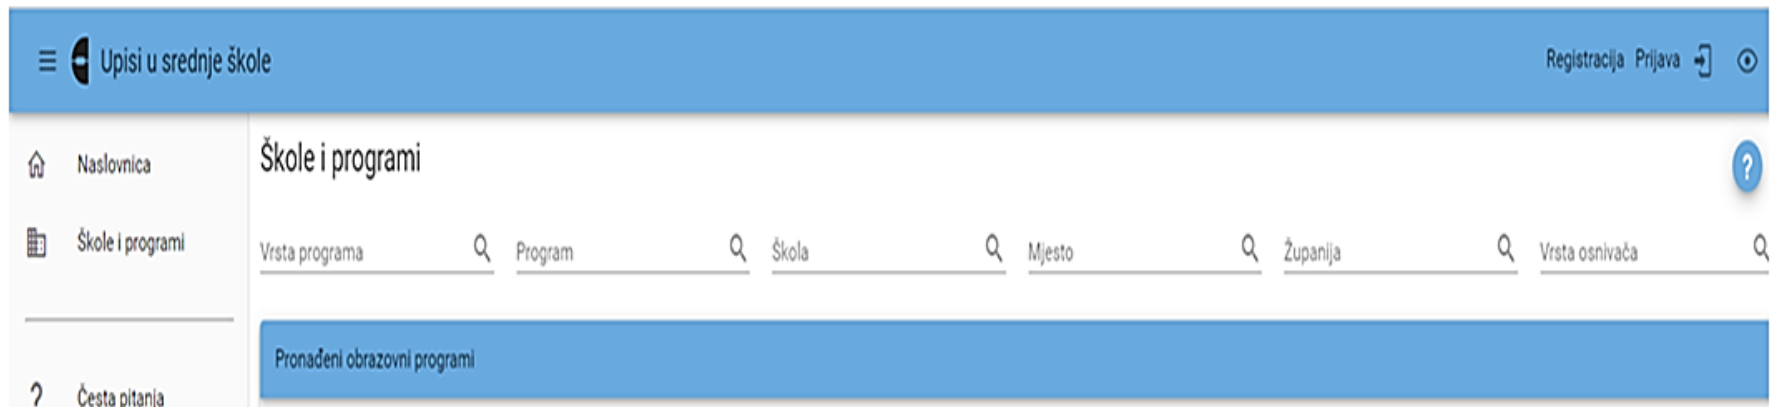 Upisi u srednje škole
Registracija Prijava
Naslovnica
Škole i programi
Česta pitanja
Škole i programi
?
Vrsta programa
Program
Škola
Mjesto
Županija
Vrsta osnivača
Pronađeni obrazovni programi